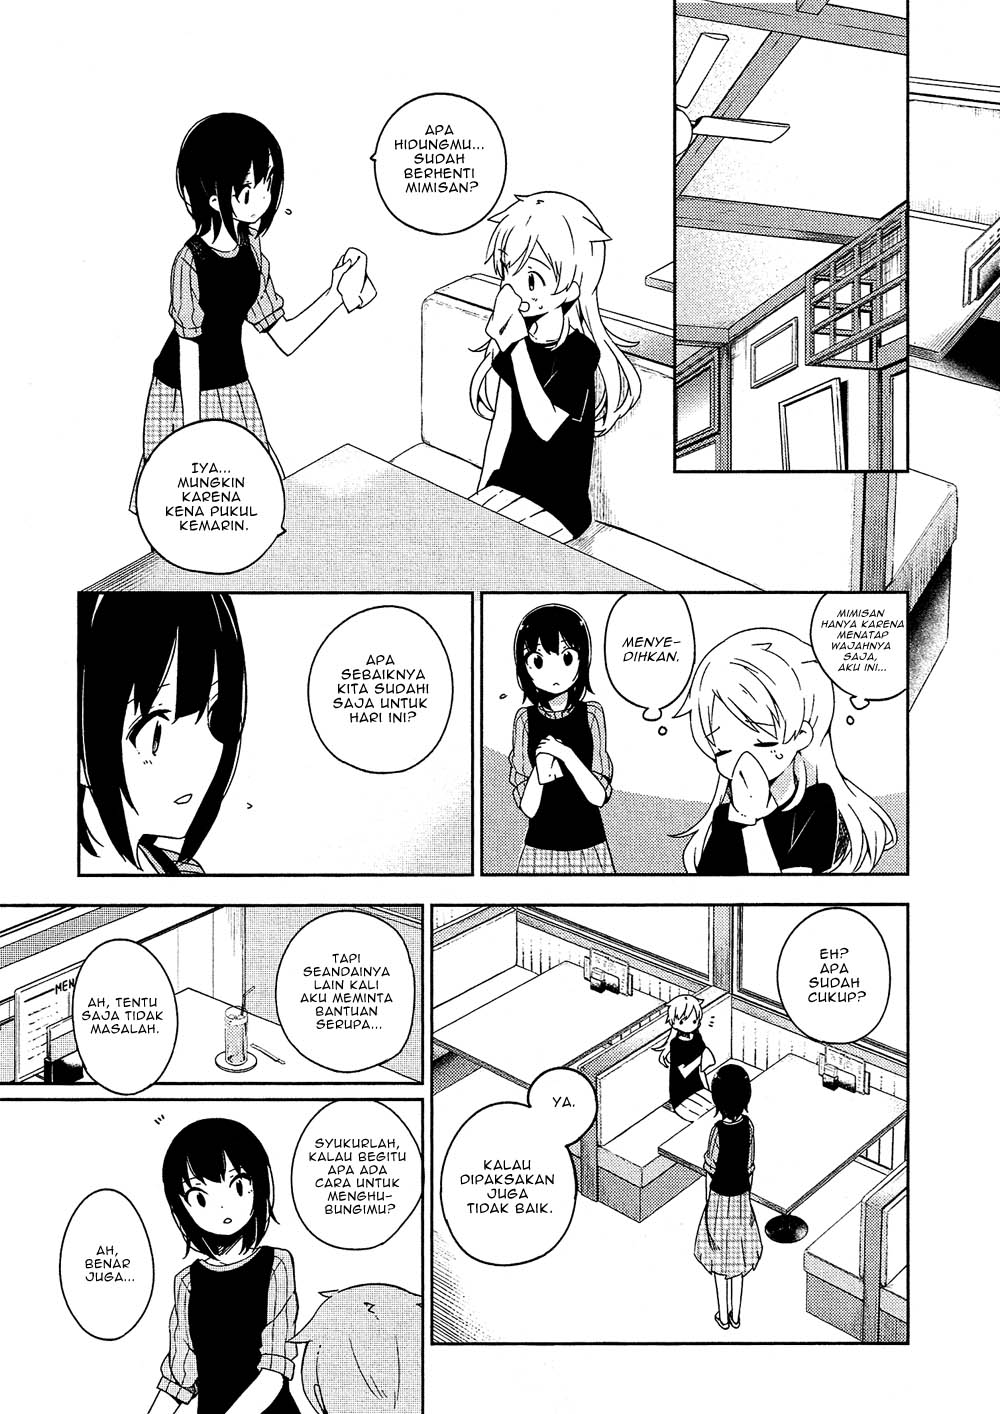 APA
HIDUNGMU...
SUDAH
BERHENTI
MIMISAN?
IYA...
MUNGKIN
KARENA
KENA PUKUL
KEMARIN.
MIMISAN
HANYA KARENA
MENATAP
WAJAHNYA
SAJA,
AKU INI...
MENYE-
DIHKAN.
APA
SEBAIKNYA
KITA SUDAHI
SAJA UNTUK
HARI INI?
EH?
APA
SUDAH
CUKUP?
YA.
KALAU
DIPAKSAKAN
JUGA
TIDAK BAIK.
TAPI
SEANDAINYA
LAIN KALI
AKU MEMINTA
BANTUAN
SERUPA...
AH, TENTU
SAJA TIDAK
MASALAH.
MEN
SYUKURLAH,
KALAU BEGITU
APA ADA
CARA UNTUK
MENGHU-
BUNGIMU?
AH,
BENAR
JUGA...